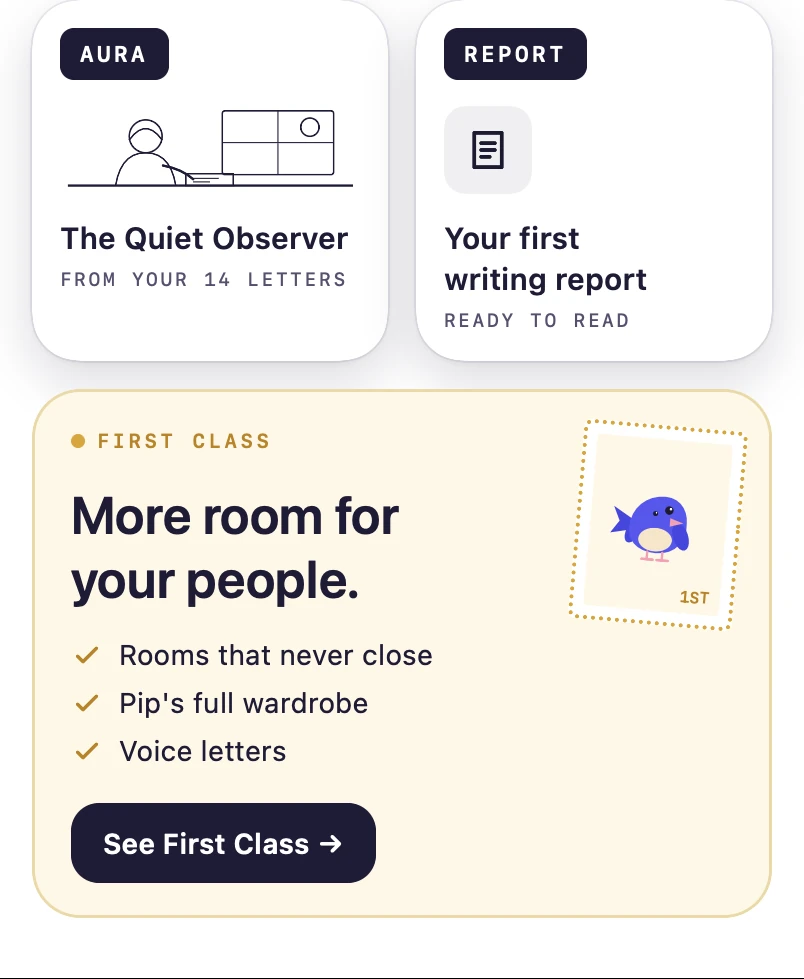 AURA
The Quiet Observer
FROM YOUR 14 LETTERS
REPORT
Your first
writing report
READY TO READ
FIRST CLASS
More room for
your people.
Rooms that never close
Pip's full wardrobe
Voice letters
See First Class →
1ST